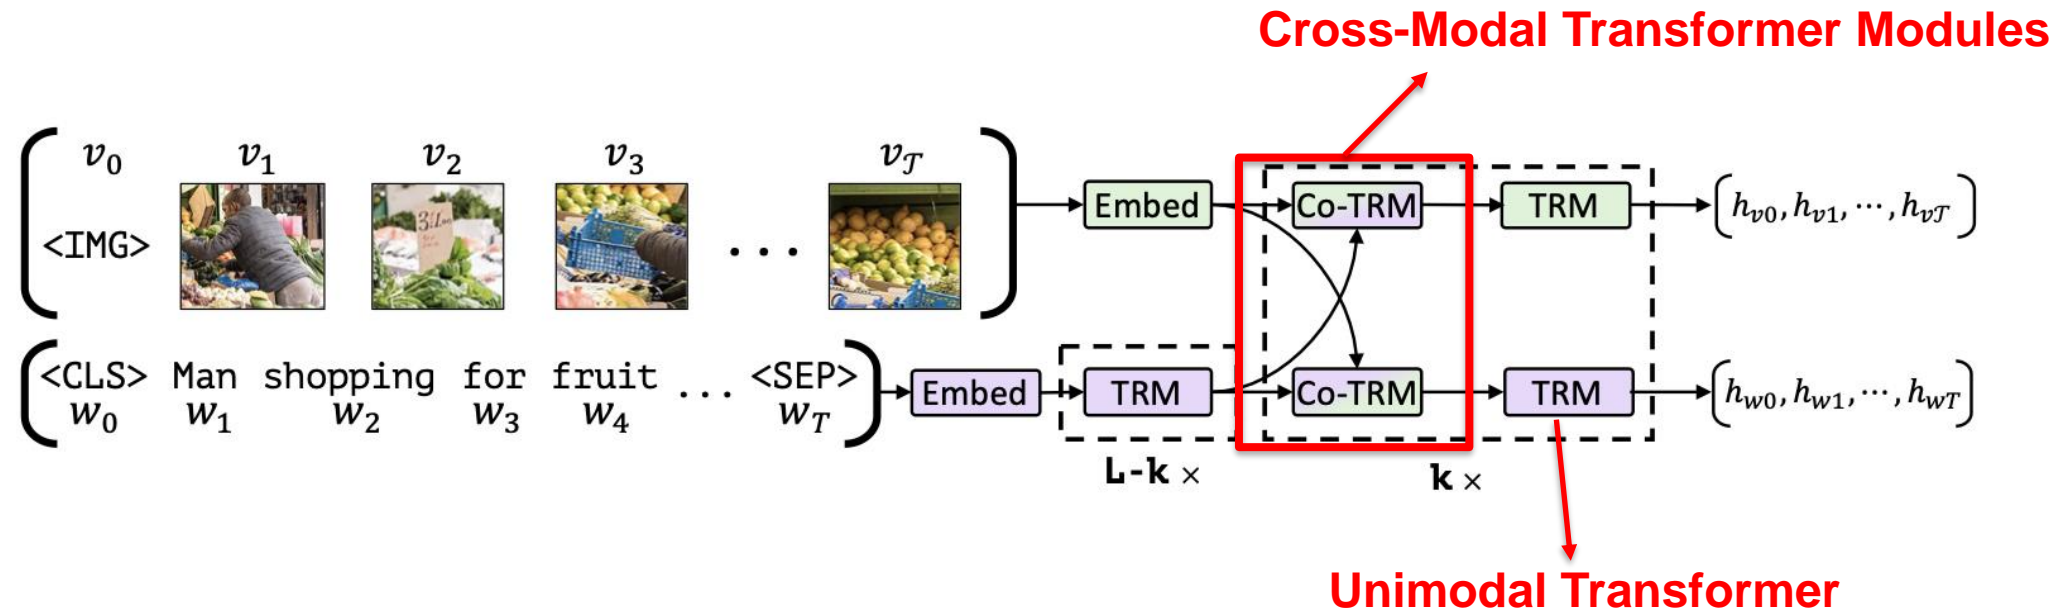 Cross-Modal Transformer Modules
v0 v1 v2 v3 v𝒯
<IMG> ...
Embed Co-TRM TRM (hv0, hv1, ⋯, hv𝒯)
<CLS> Man shopping for fruit ... <SEP>
w0 w1 w2 w3 w4 wT
Embed TRM Co-TRM TRM (hw0, hw1, ⋯, hwT)
L-k × k ×
Unimodal Transformer